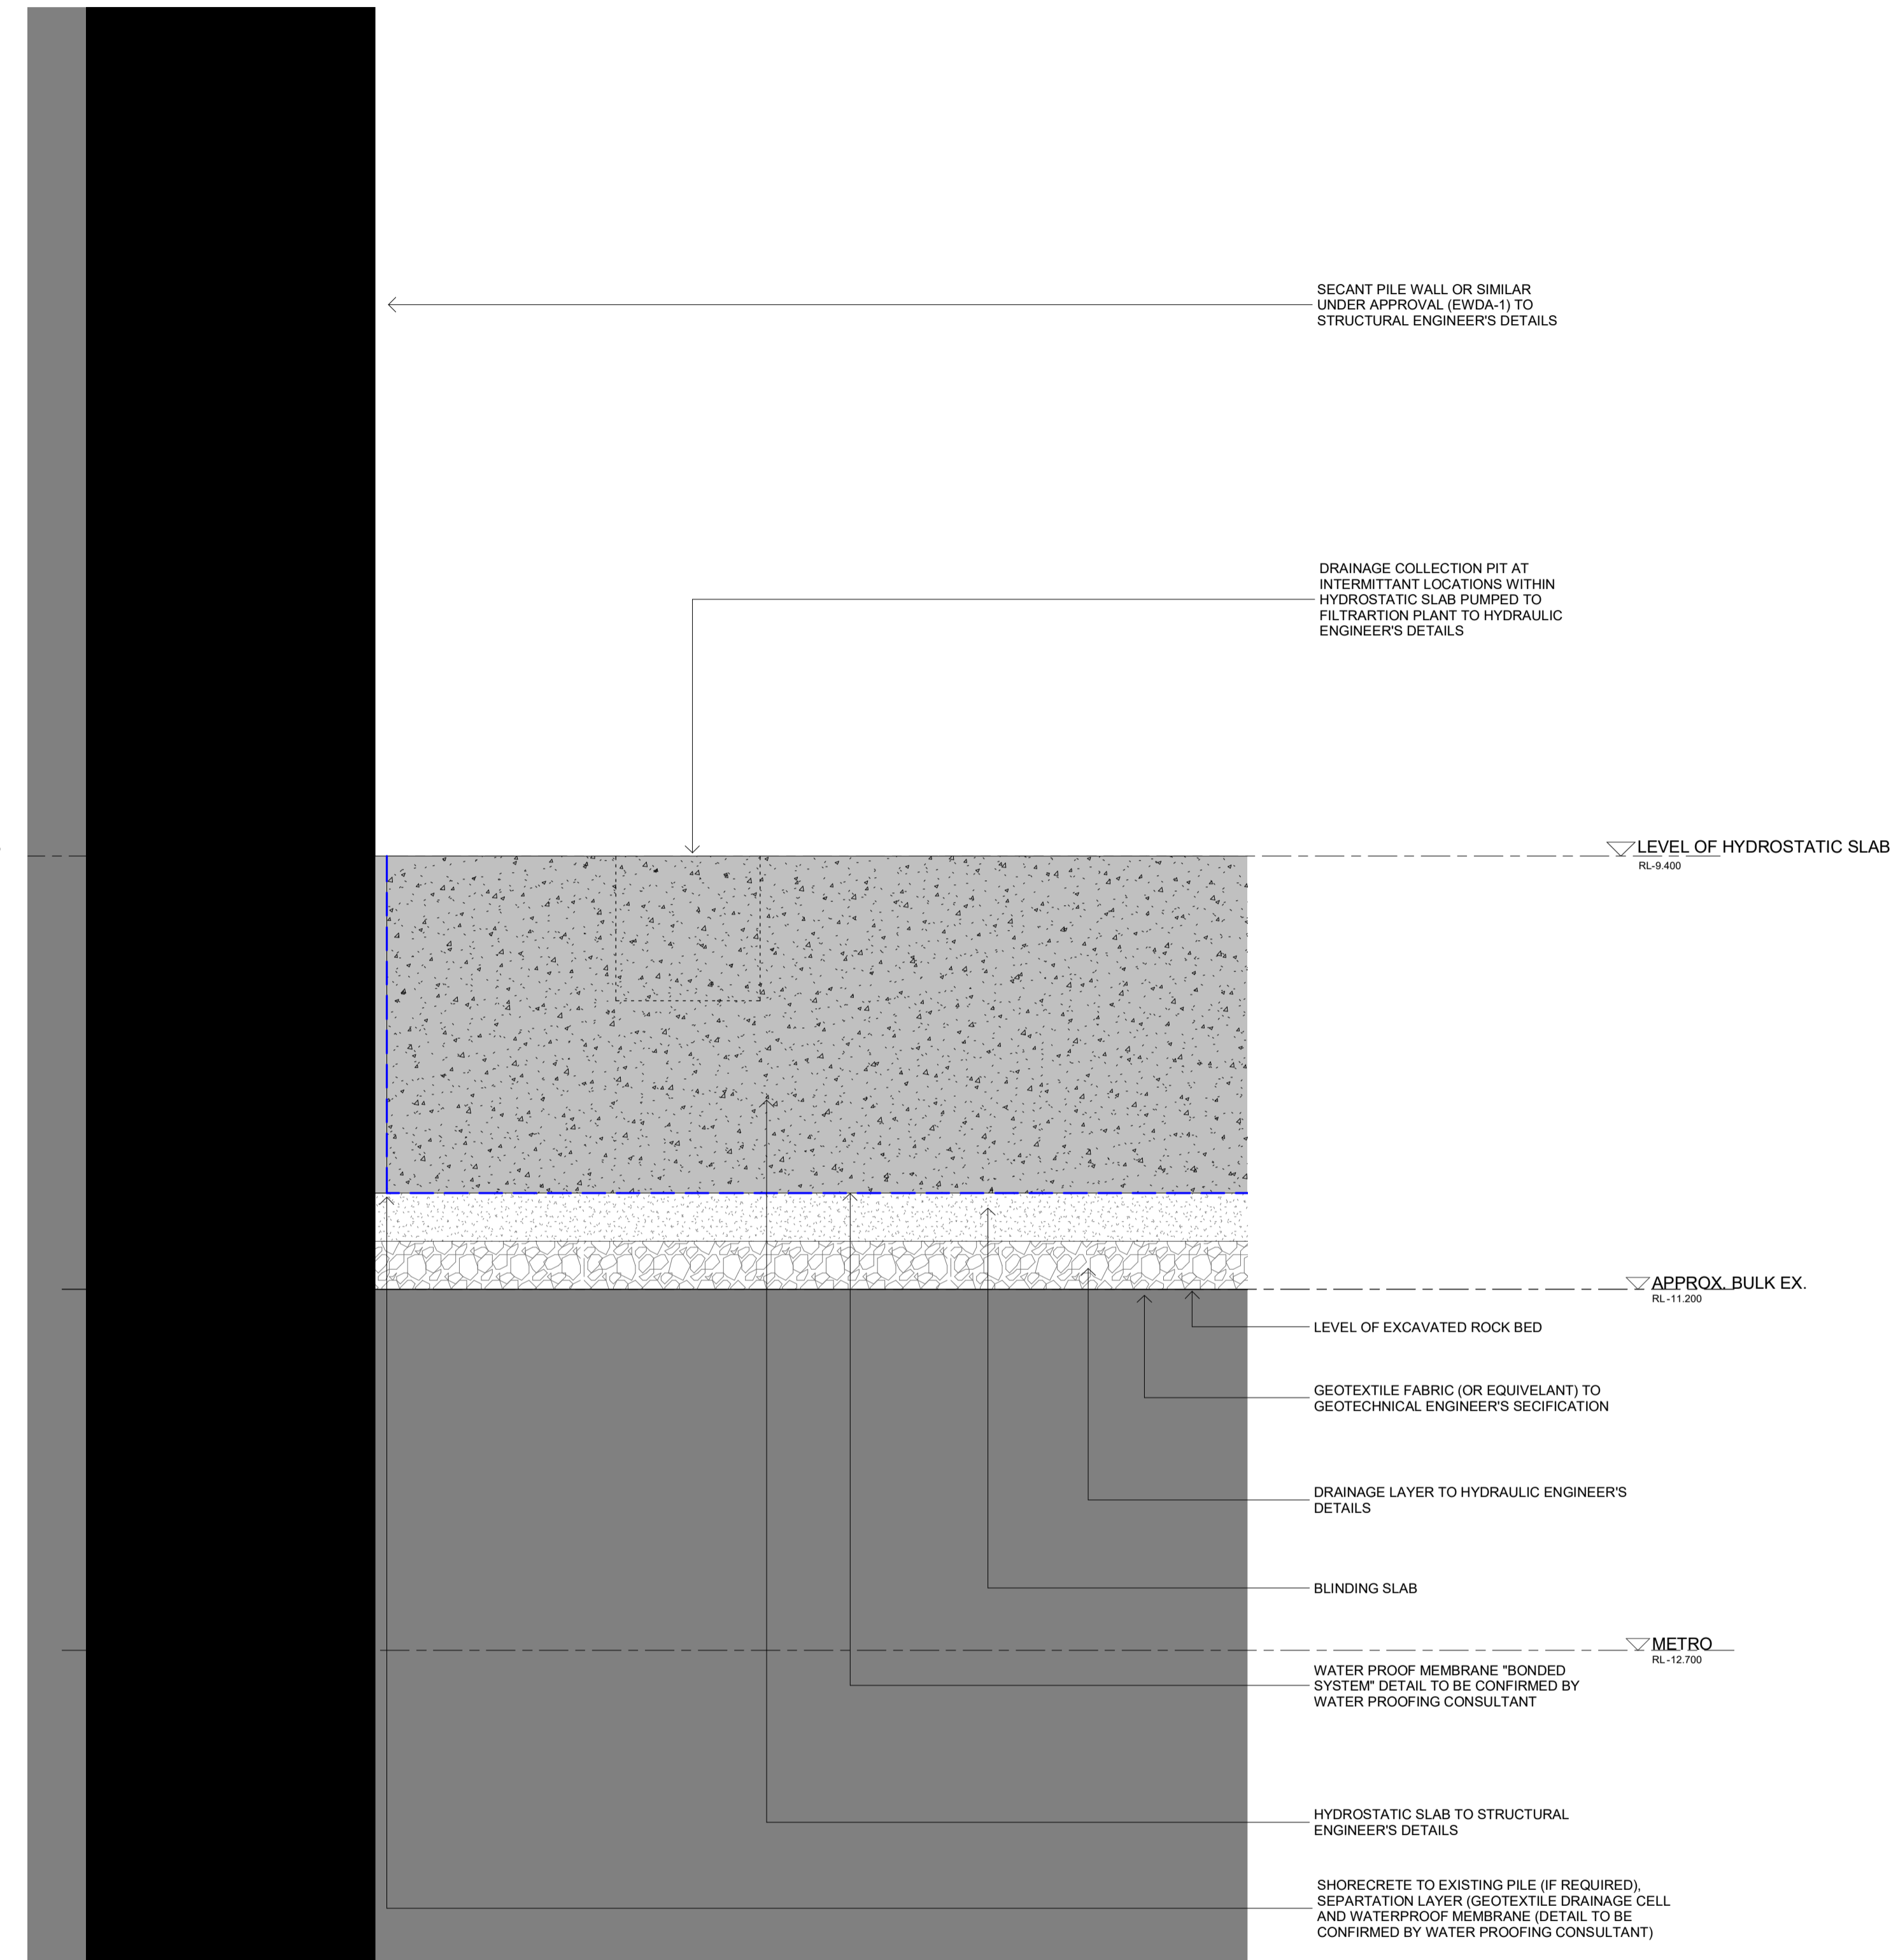 SECANT PILE WALL OR SIMILAR
UNDER APPROVAL (EWDA-1) TO
STRUCTURAL ENGINEER'S DETAILS
DRAINAGE COLLECTION PIT AT
INTERMITTANT LOCATIONS WITHIN
HYDROSTATIC SLAB PUMPED TO
FILTRARTION PLANT TO HYDRAULIC
ENGINEER'S DETAILS
LEVEL OF HYDROSTATIC SLAB
RL-9.400
APPROX. BULK EX.
RL-11.200
LEVEL OF EXCAVATED ROCK BED
GEOTEXTILE FABRIC (OR EQUIVELANT) TO
GEOTECHNICAL ENGINEER'S SECIFICATION
DRAINAGE LAYER TO HYDRAULIC ENGINEER'S
DETAILS
BLINDING SLAB
METRO
RL-12.700
WATER PROOF MEMBRANE "BONDED
SYSTEM" DETAIL TO BE CONFIRMED BY
WATER PROOFING CONSULTANT
HYDROSTATIC SLAB TO STRUCTURAL
ENGINEER'S DETAILS
SHORECRETE TO EXISTING PILE (IF REQUIRED),
SEPARTATION LAYER (GEOTEXTILE DRAINAGE CELL
AND WATERPROOF MEMBRANE (DETAIL TO BE
CONFIRMED BY WATER PROOFING CONSULTANT)